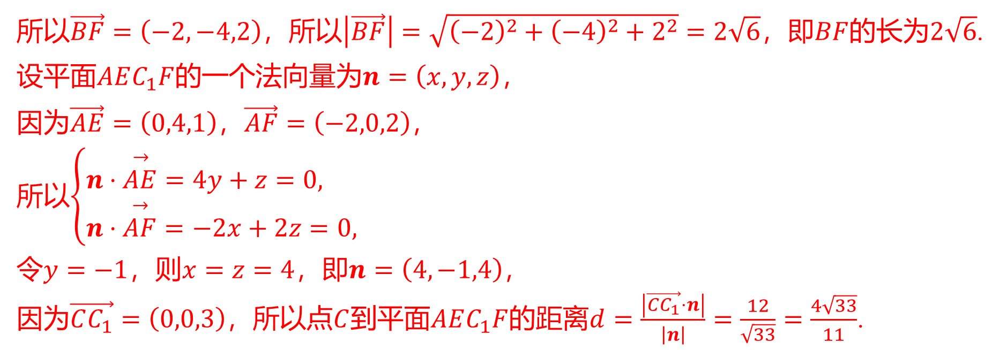 所以$\overrightarrow{BF}=(-2,-4,2)$，所以$|\overrightarrow{BF}|=\sqrt{(-2)^2+(-4)^2+2^2}=2\sqrt{6}$，即$BF$的长为$2\sqrt{6}$.
设平面$AEC_1F$的一个法向量为$\boldsymbol{n}=(x,y,z)$，
因为$\overrightarrow{AE}=(0,4,1)$，$\overrightarrow{AF}=(-2,0,2)$，
所以$\begin{cases}\boldsymbol{n}\cdot\overrightarrow{AE}=4y+z=0,\\ \boldsymbol{n}\cdot\overrightarrow{AF}=-2x+2z=0,\end{cases}$
令$y=-1$，则$x=z=4$，即$\boldsymbol{n}=(4,-1,4)$，
因为$\overrightarrow{CC_1}=(0,0,3)$，所以点$C$到平面$AEC_1F$的距离$d=\frac{|\overrightarrow{CC_1}\cdot\boldsymbol{n}|}{|\boldsymbol{n}|}=\frac{12}{\sqrt{33}}=\frac{4\sqrt{33}}{11}$.